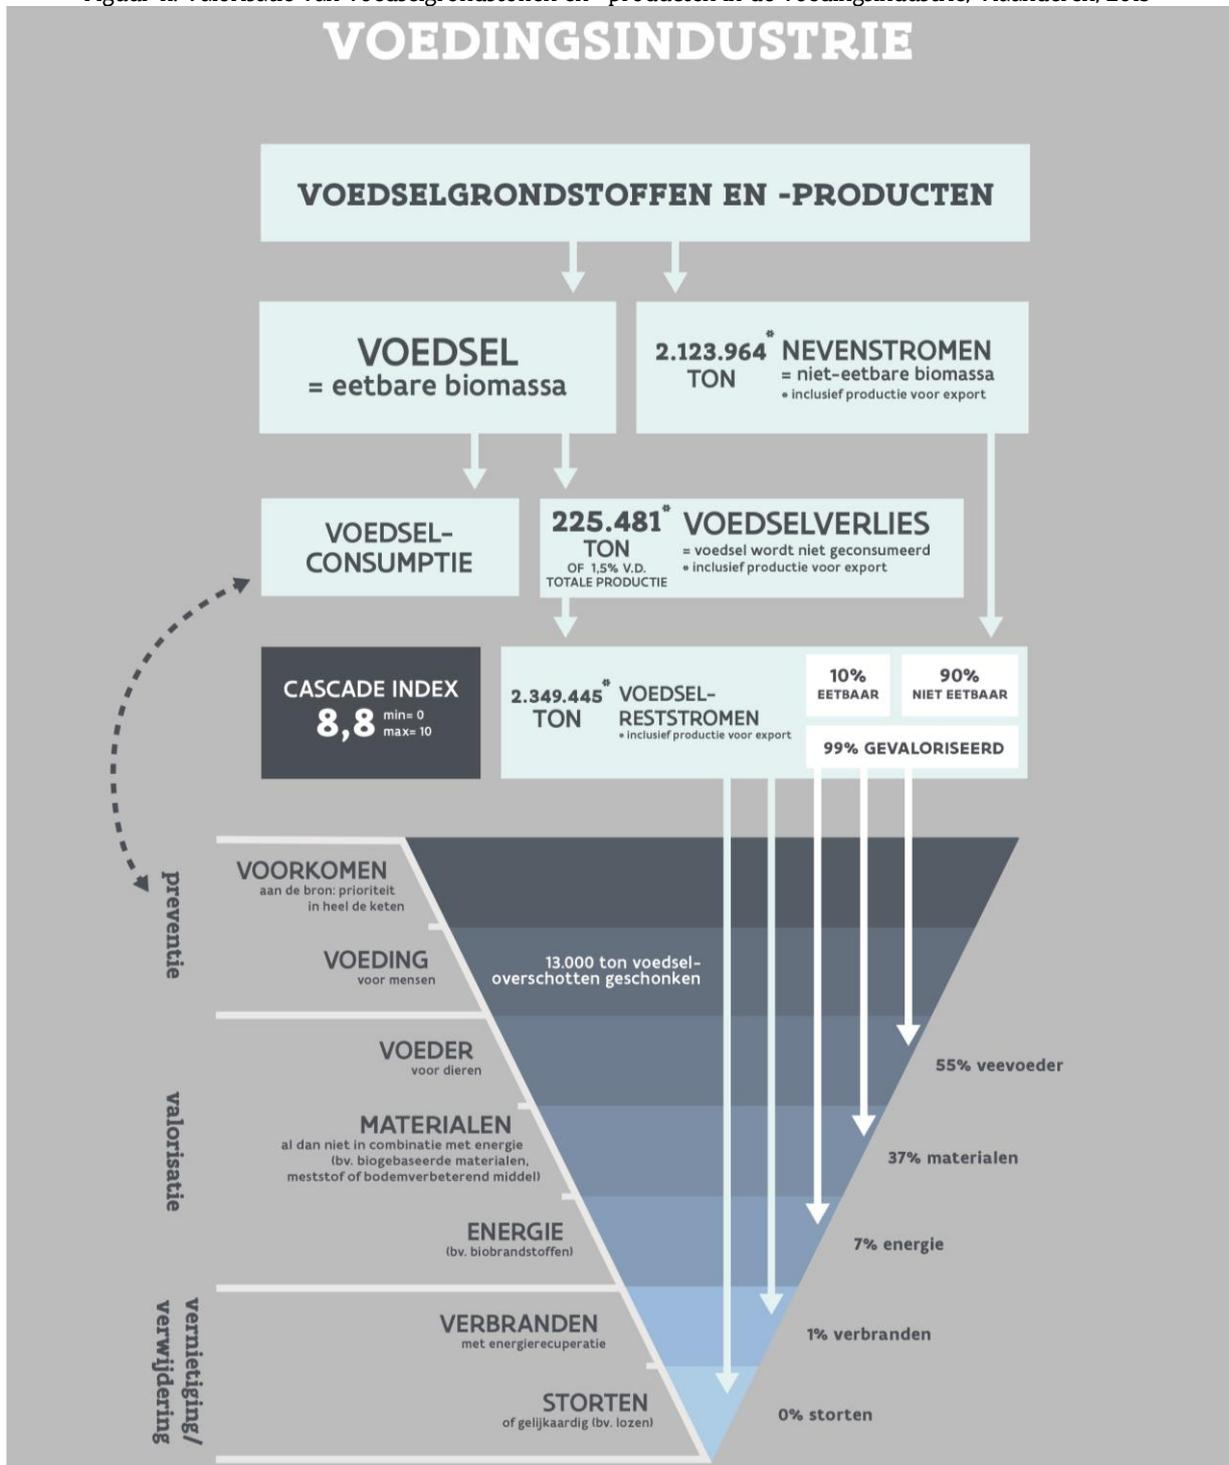 VOEDINGSINDUSTRIE
VOEDSELGRONDSTOFFEN EN -PRODUCTEN
VOEDSEL
= eetbare biomassa
2.123.964*
TON
NEVENSTROMEN
= niet-eetbare biomassa
* inclusief productie voor export
VOEDSEL-
CONSUMPTIE
225.481*
TON
OF 1,5% V.D.
TOTALE PRODUCTIE
VOEDSELVERLIES
= voedsel wordt niet geconsumeerd
* inclusief productie voor export
CASCADE INDEX
8,8
min= 0
max= 10
2.349.445*
TON
VOEDSEL-
RESTSTROMEN
* inclusief productie voor export
10%
EETBAAR
90%
NIET EETBAAR
99% GEVALORISEERD
preventie
VOORKOMEN
aan de bron: prioriteit
in heel de keten
VOEDING
voor mensen
13.000 ton voedsel-
overschotten geschonken
valorisatie
VOEDER
voor dieren
55% veevoeder
MATERIALEN
al dan niet in combinatie met energie
(bv. biogebaseerde materialen,
meststof of bodemverbeterend middel)
37% materialen
ENERGIE
(bv. biobrandstoffen)
7% energie
vernietiging/
verwijdering
VERBRANDEN
met energierecuperatie
1% verbranden
STORTEN
of gelijkaardig (bv. lozen)
0% storten